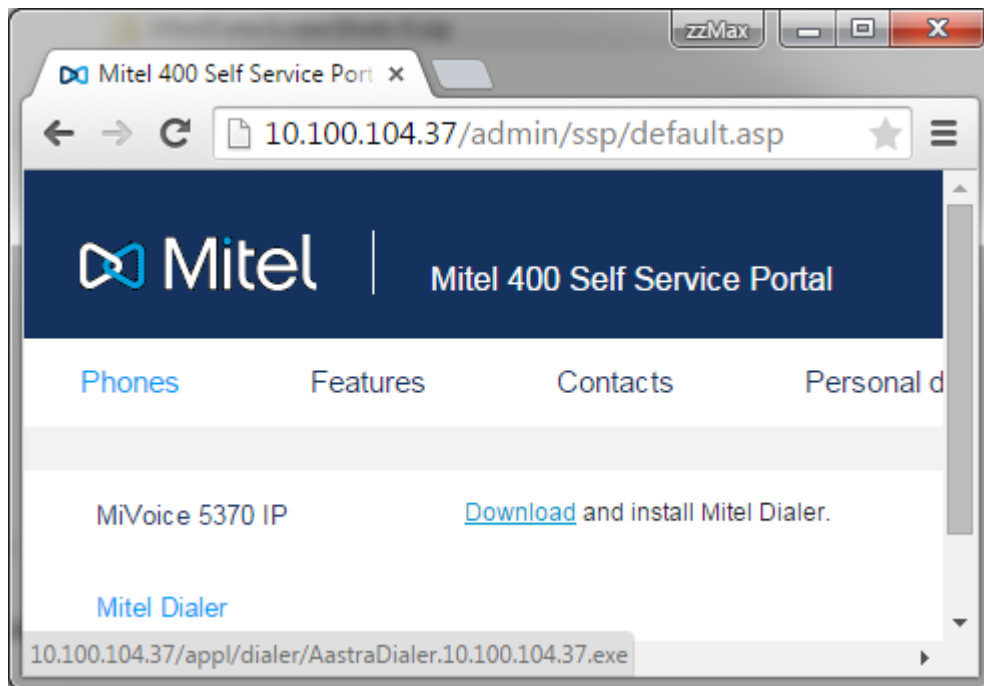 zzMax
Mitel 400 Self Service Port
10.100.104.37/admin/ssp/default.asp
Mitel
Mitel 400 Self Service Portal
Phones Features Contacts Personal d
MiVoice 5370 IP Download and install Mitel Dialer.
Mitel Dialer
10.100.104.37/appl/dialer/AastraDialer.10.100.104.37.exe